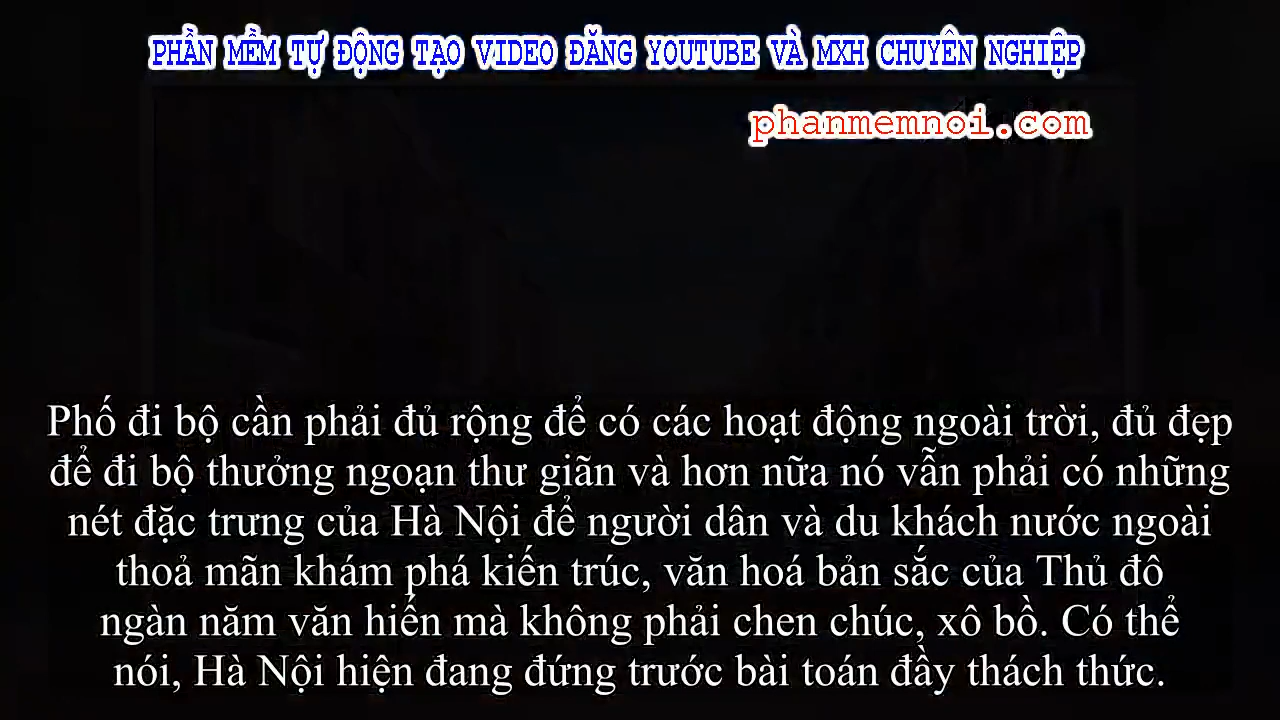 PHẦN MỀM TỰ ĐỘNG TẠO VIDEO ĐĂNG YOUTUBE VÀ MXH CHUYÊN NGHIỆP
phanmemnoi.com
Phố đi bộ cần phải đủ rộng để có các hoạt động ngoài trời, đủ đẹp
để đi bộ thưởng ngoạn thư giãn và hơn nữa nó vẫn phải có những
nét đặc trưng của Hà Nội để người dân và du khách nước ngoài
thoả mãn khám phá kiến trúc, văn hoá bản sắc của Thủ đô
ngàn năm văn hiến mà không phải chen chúc, xô bồ. Có thể
nói, Hà Nội hiện đang đứng trước bài toán đầy thách thức.